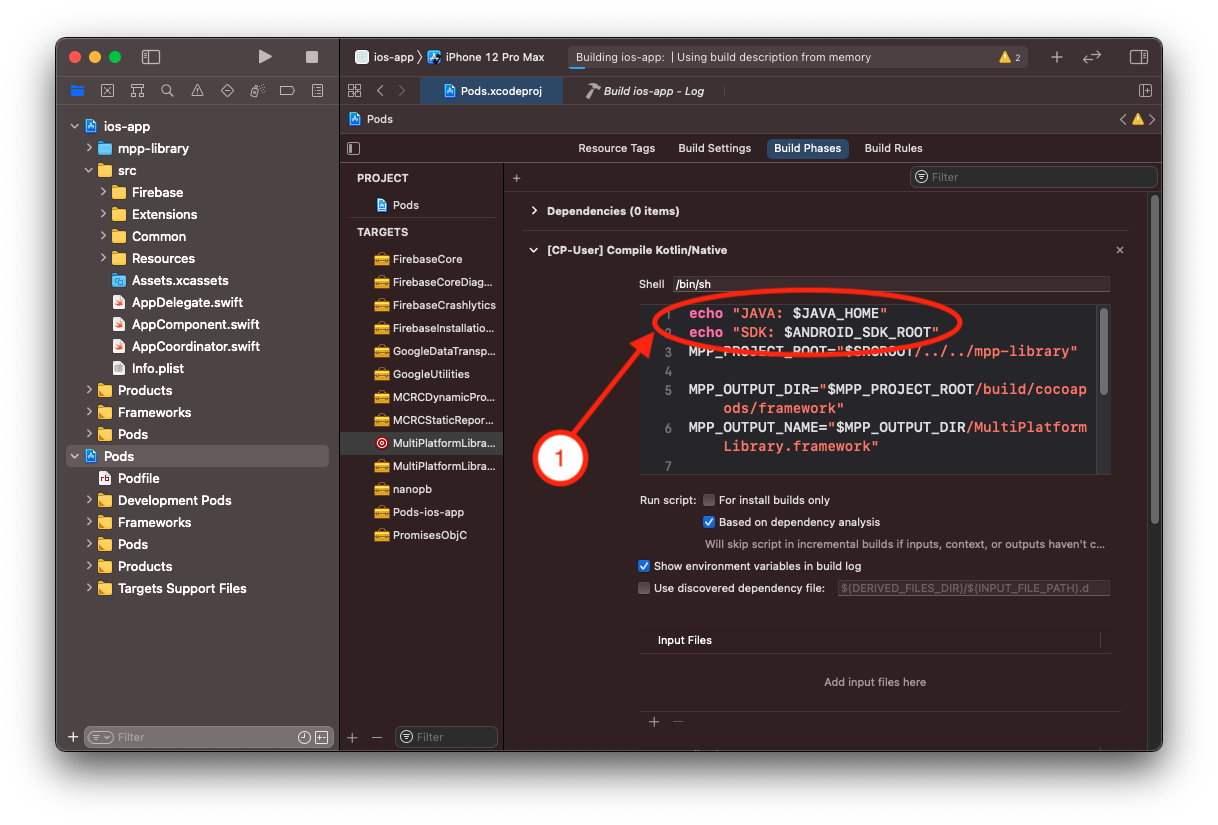 ios-app
iPhone 12 Pro Max
Building ios-app: | Using build description from memory
2
Pods.xcodeproj
Build ios-app - Log
Pods
Resource Tags
Build Settings
Build Phases
Build Rules
ios-app
mpp-library
src
Firebase
Extensions
Common
Resources
Assets.xcassets
AppDelegate.swift
AppComponent.swift
AppCoordinator.swift
Info.plist
Products
Frameworks
Pods
Pods
rb Podfile
Development Pods
Frameworks
Pods
Products
Targets Support Files
Filter
PROJECT
Pods
TARGETS
FirebaseCore
FirebaseCoreDiag...
FirebaseCrashlytics
FirebaseInstallatio...
GoogleDataTransp...
GoogleUtilities
MCRCDynamicPro...
MCRCStaticRepor...
MultiPlatformLibra...
MultiPlatformLibra...
nanopb
Pods-ios-app
PromisesObjC
Filter
Filter
Dependencies (0 items)
[CP-User] Compile Kotlin/Native
Shell /bin/sh
1 echo "JAVA: $JAVA_HOME"
2 echo "SDK: $ANDROID_SDK_ROOT"
3 MPP_PROJECT_ROOT="$SRCROOT/../../mpp-library"
4
5 MPP_OUTPUT_DIR="$MPP_PROJECT_ROOT/build/cocoap
ods/framework"
6 MPP_OUTPUT_NAME="$MPP_OUTPUT_DIR/MultiPlatform
Library.framework"
7
1
Run script: For install builds only
Based on dependency analysis
Will skip script in incremental builds if inputs, context, or outputs haven't c...
Show environment variables in build log
Use discovered dependency file: $(DERIVED_FILES_DIR)/$(INPUT_FILE_PATH).d
Input Files
Add input files here